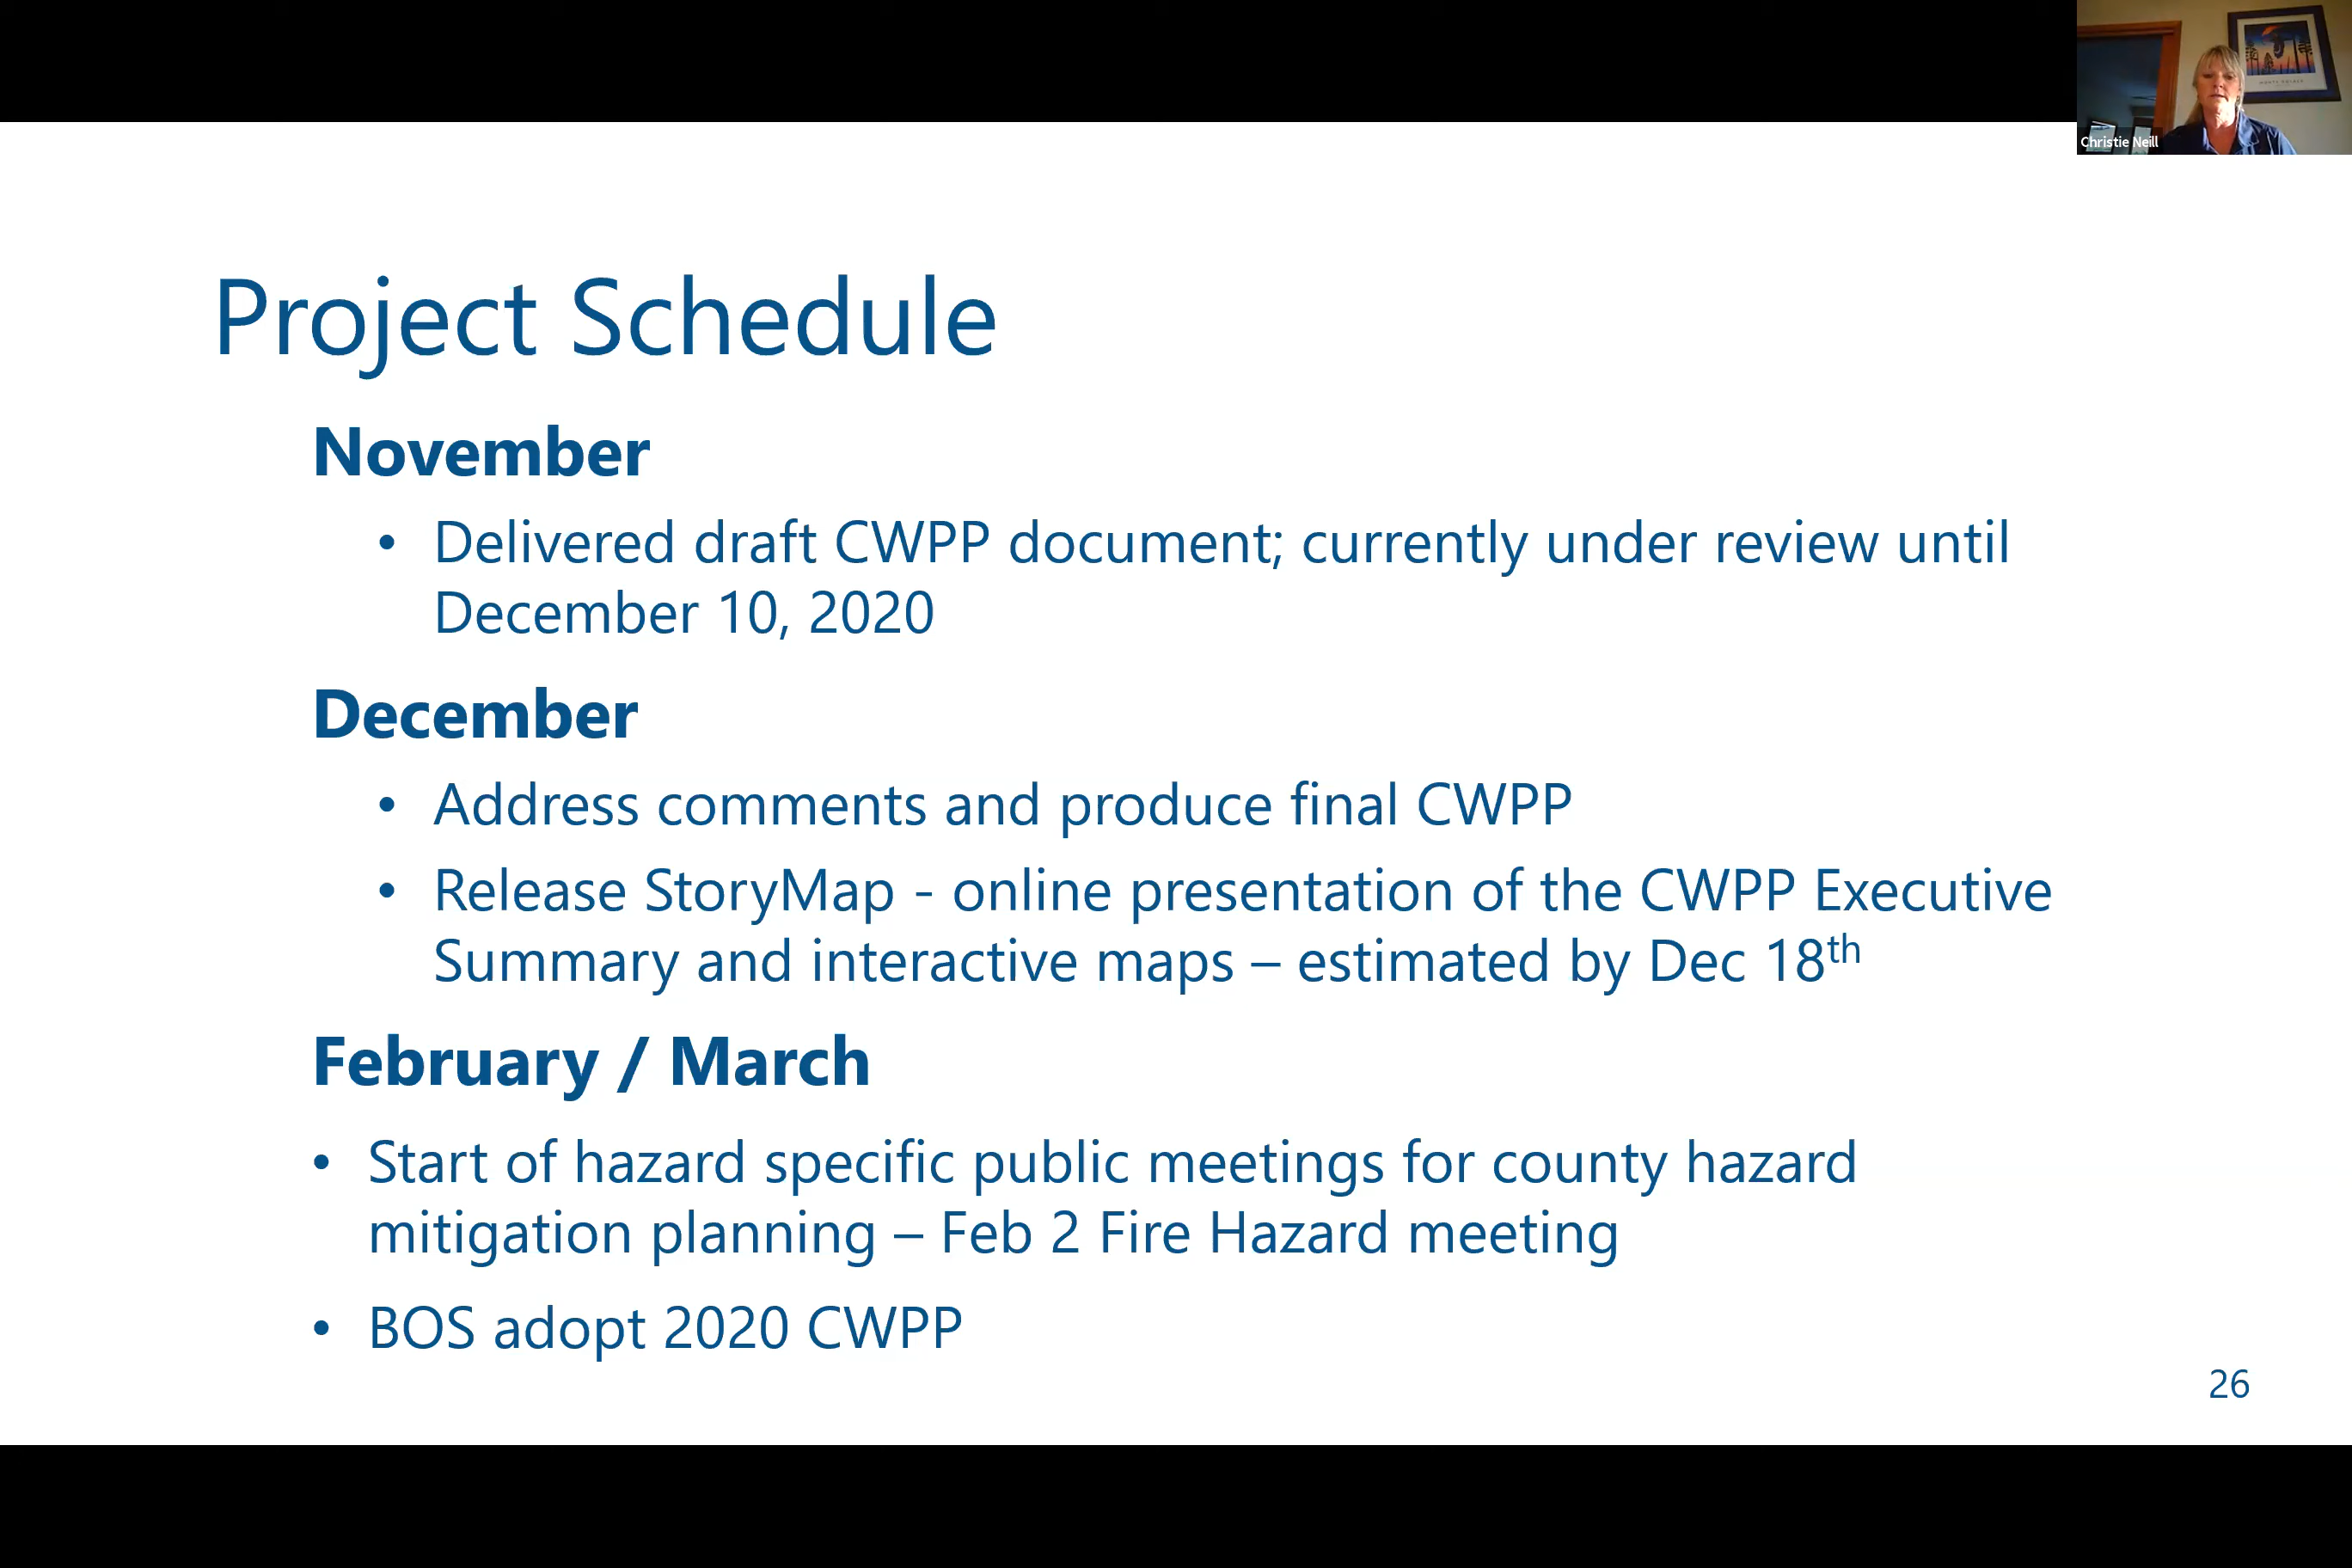 Christie Neill
Project Schedule
November
• Delivered draft CWPP document; currently under review until
December 10, 2020
December
• Address comments and produce final CWPP
• Release StoryMap - online presentation of the CWPP Executive
Summary and interactive maps – estimated by Dec 18th
February / March
• Start of hazard specific public meetings for county hazard
mitigation planning – Feb 2 Fire Hazard meeting
• BOS adopt 2020 CWPP
26